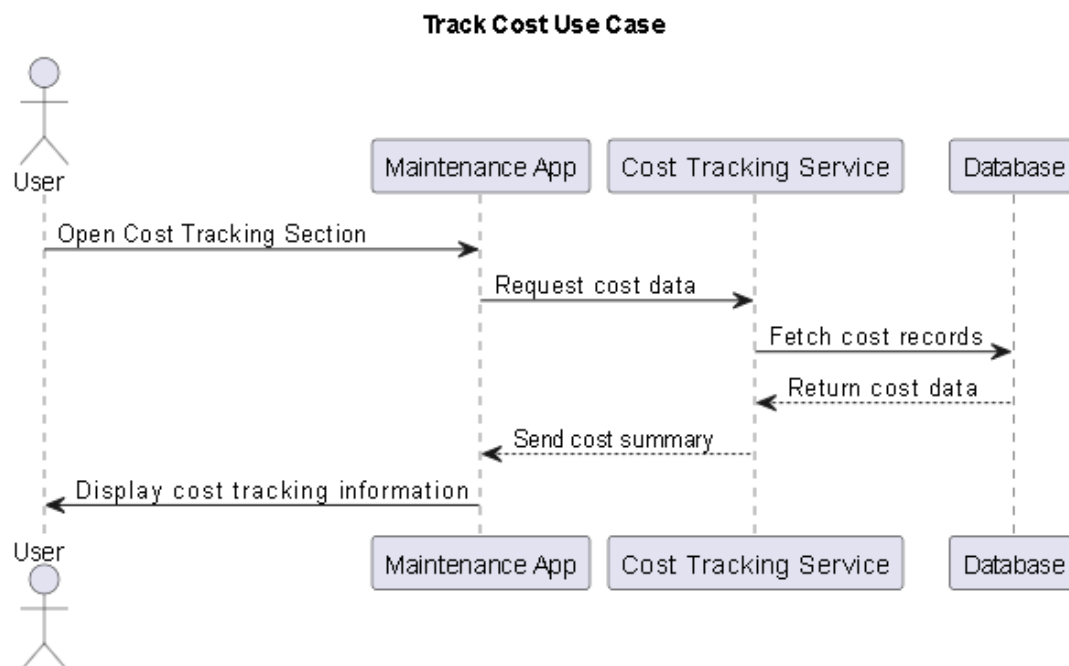 Track Cost Use Case
User
Maintenance App
Cost Tracking Service
Database
Open Cost Tracking Section
Request cost data
Fetch cost records
Return cost data
Send cost summary
Display cost tracking information
User
Maintenance App
Cost Tracking Service
Database